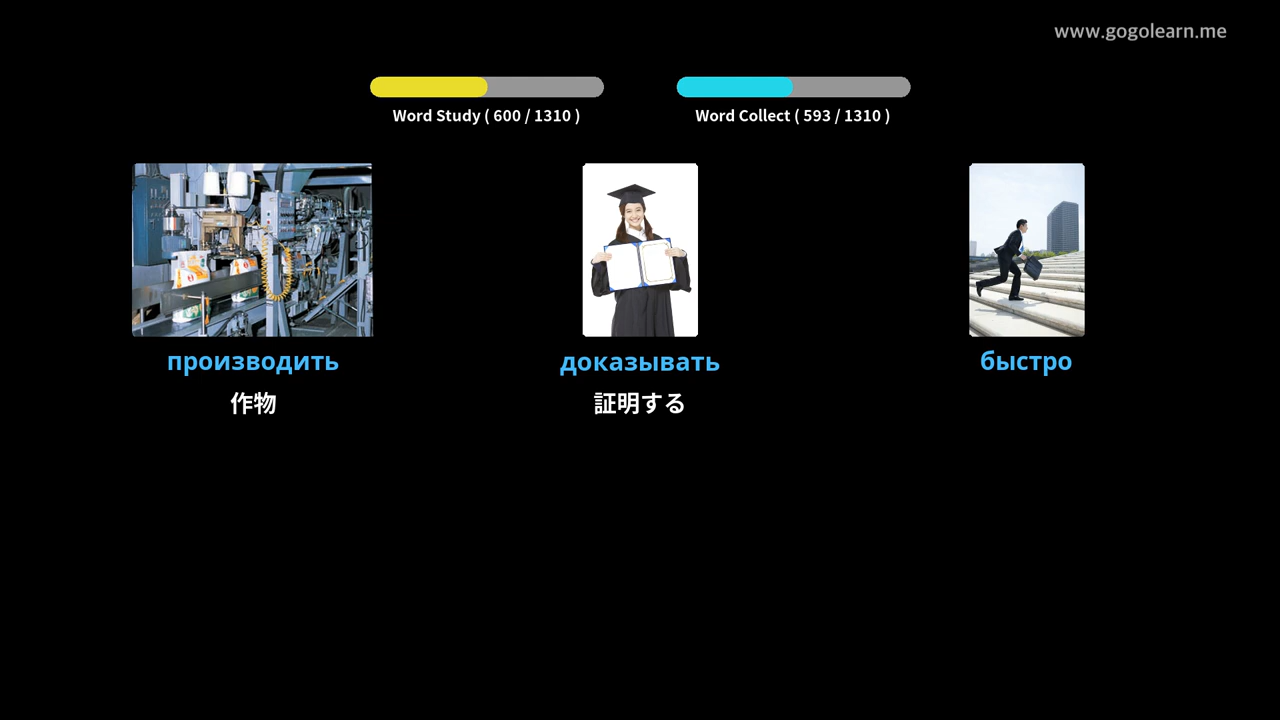 www.gogolearn.me
Word Study ( 600 / 1310 )
Word Collect ( 593 / 1310 )
производить
доказывать
быстро
作物
証明する